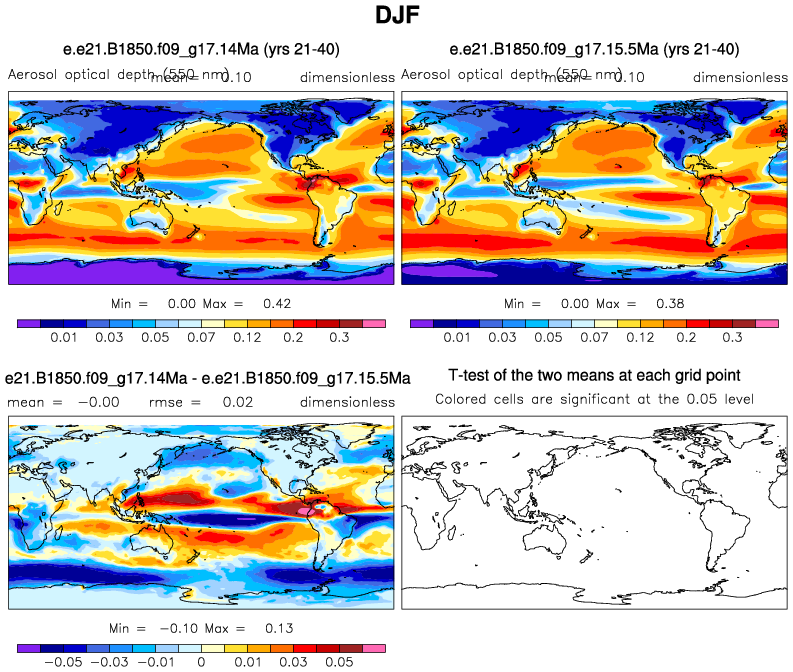 DJF
e.e21.B1850.f09_g17.14Ma (yrs 21-40)
Aerosol optical depth (550 nm) mean= 0.10 dimensionless
Min = 0.00 Max = 0.42
0.01 0.03 0.05 0.07 0.12 0.2 0.3
e.e21.B1850.f09_g17.15.5Ma (yrs 21-40)
Aerosol optical depth (550 nm) mean= 0.10 dimensionless
Min = 0.00 Max = 0.38
0.01 0.03 0.05 0.07 0.12 0.2 0.3
e21.B1850.f09_g17.14Ma - e.e21.B1850.f09_g17.15.5Ma
mean = -0.00 rmse = 0.02 dimensionless
Min = -0.10 Max = 0.13
-0.05 -0.03 -0.01 0 0.01 0.03 0.05
T-test of the two means at each grid point
Colored cells are significant at the 0.05 level